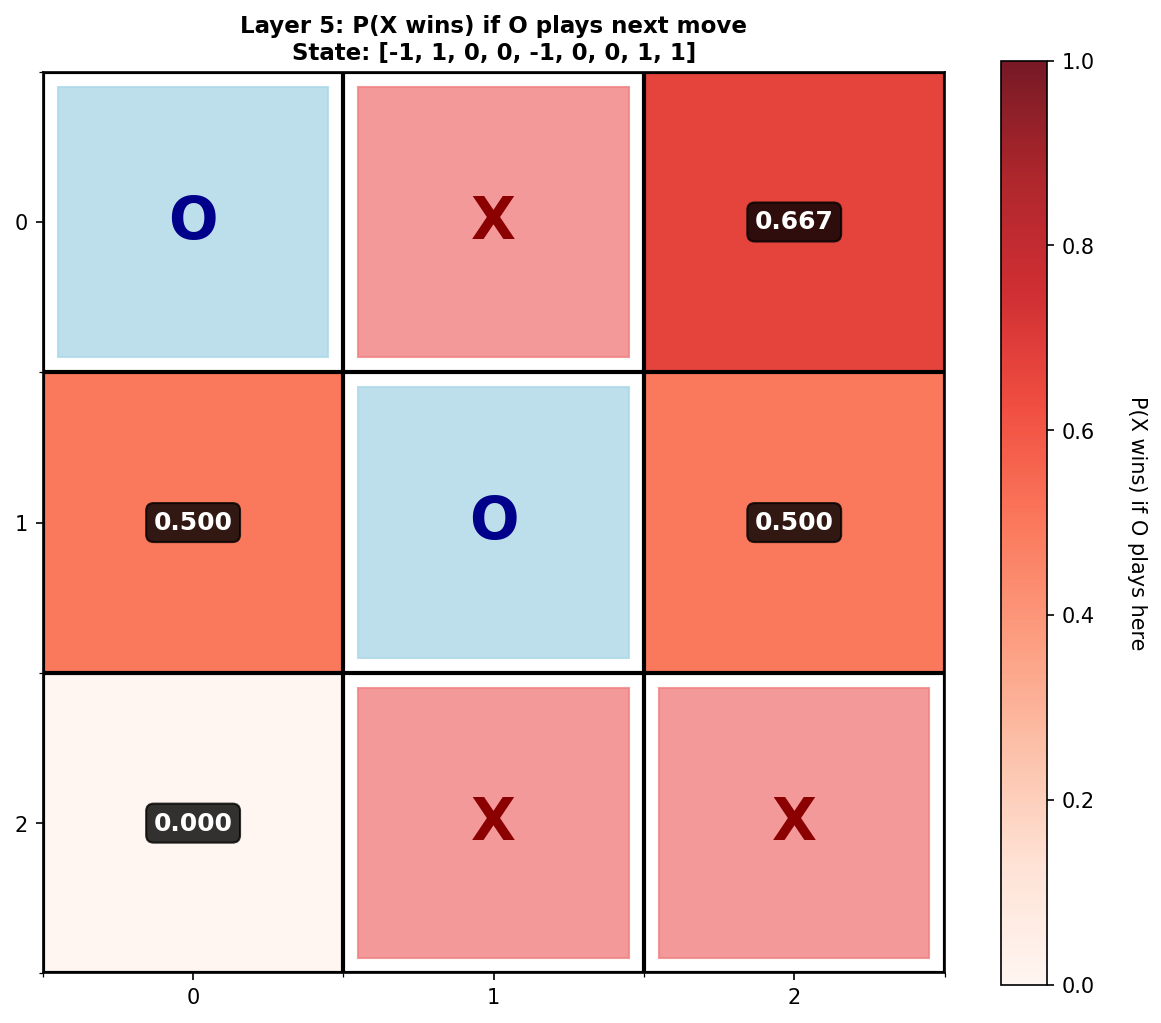 Layer 5: P(X wins) if O plays next move
State: [-1, 1, 0, 0, -1, 0, 0, 1, 1]
O
X
0.667
0.500
O
0.500
0.000
X
X
0
1
2
0
1
2
1.0
0.8
0.6
0.4
0.2
0.0
P(X wins) if O plays here